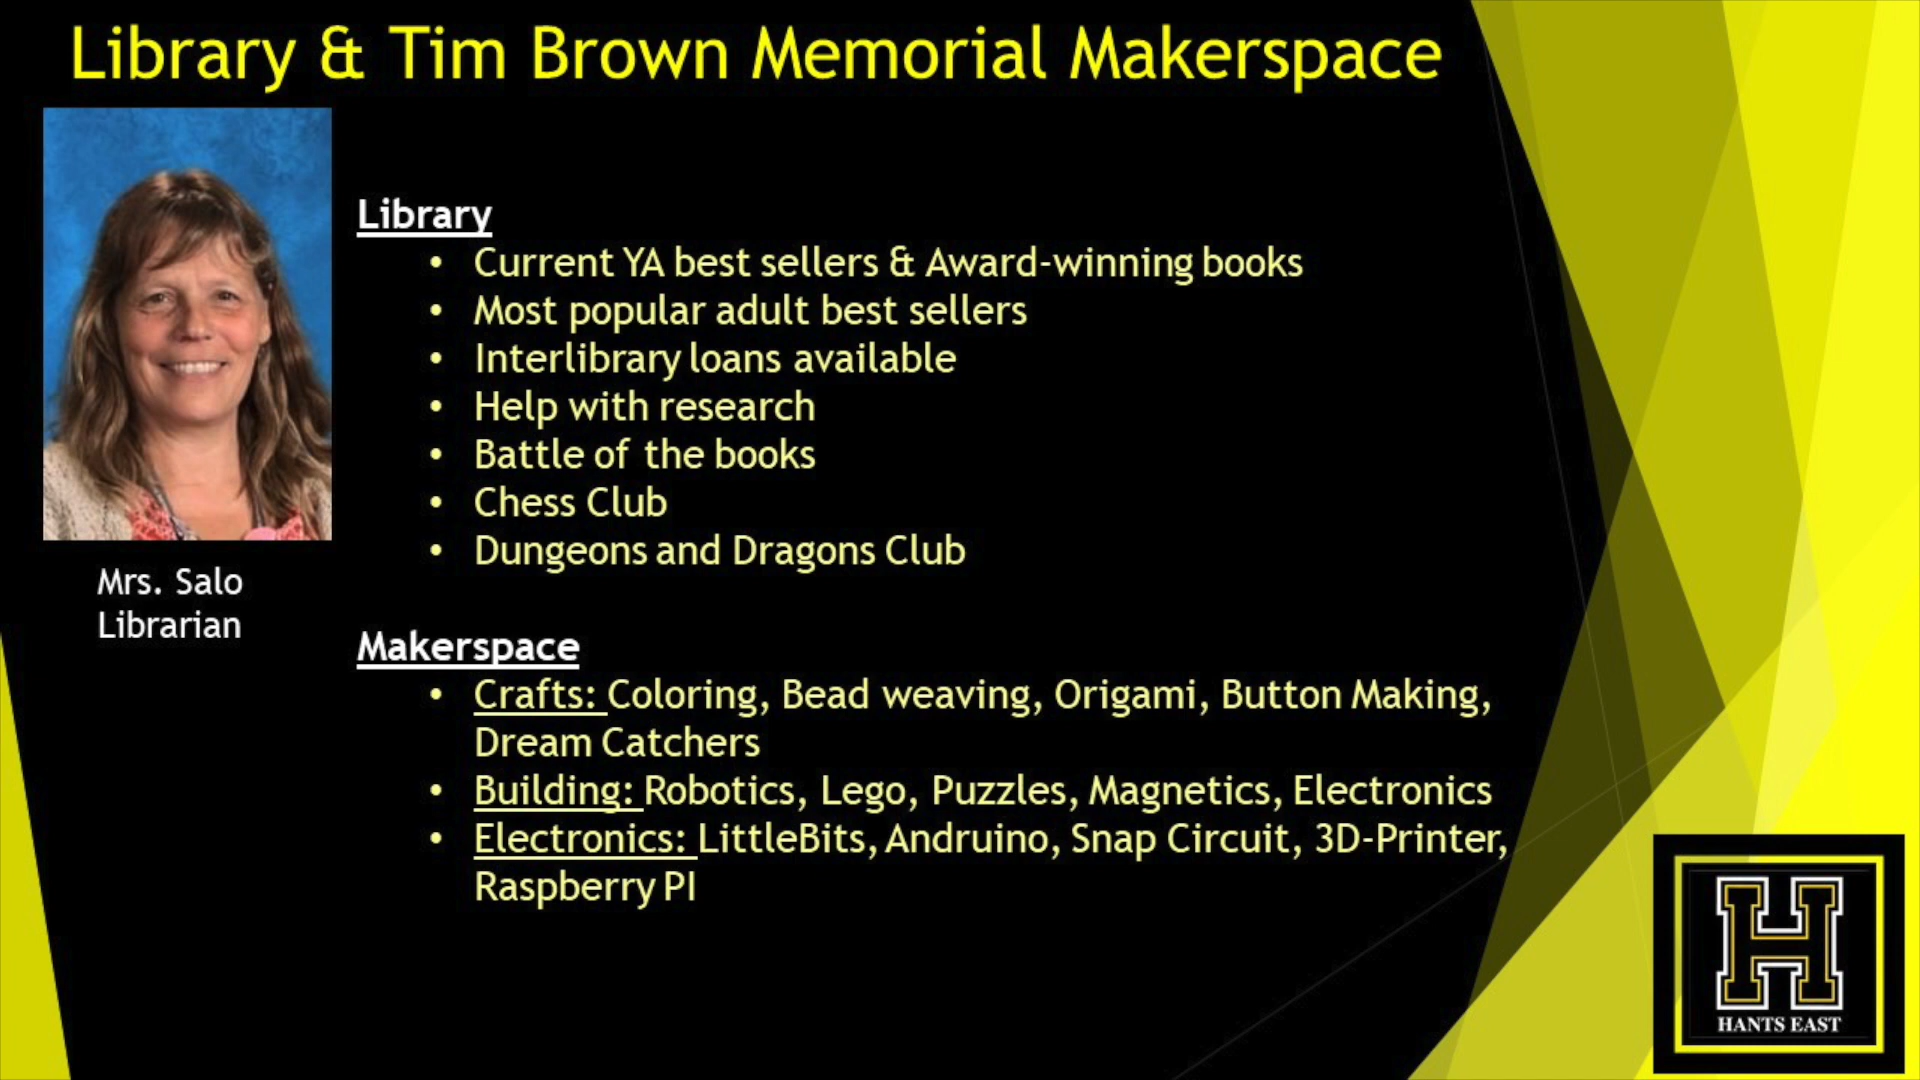 Library & Tim Brown Memorial Makerspace
Mrs. Salo
Librarian
Library
• Current YA best sellers & Award-winning books
• Most popular adult best sellers
• Interlibrary loans available
• Help with research
• Battle of the books
• Chess Club
• Dungeons and Dragons Club
Makerspace
• Crafts: Coloring, Bead weaving, Origami, Button Making,
Dream Catchers
• Building: Robotics, Lego, Puzzles, Magnetics, Electronics
• Electronics: LittleBits, Andruino, Snap Circuit, 3D-Printer,
Raspberry PI
H
HANTS EAST